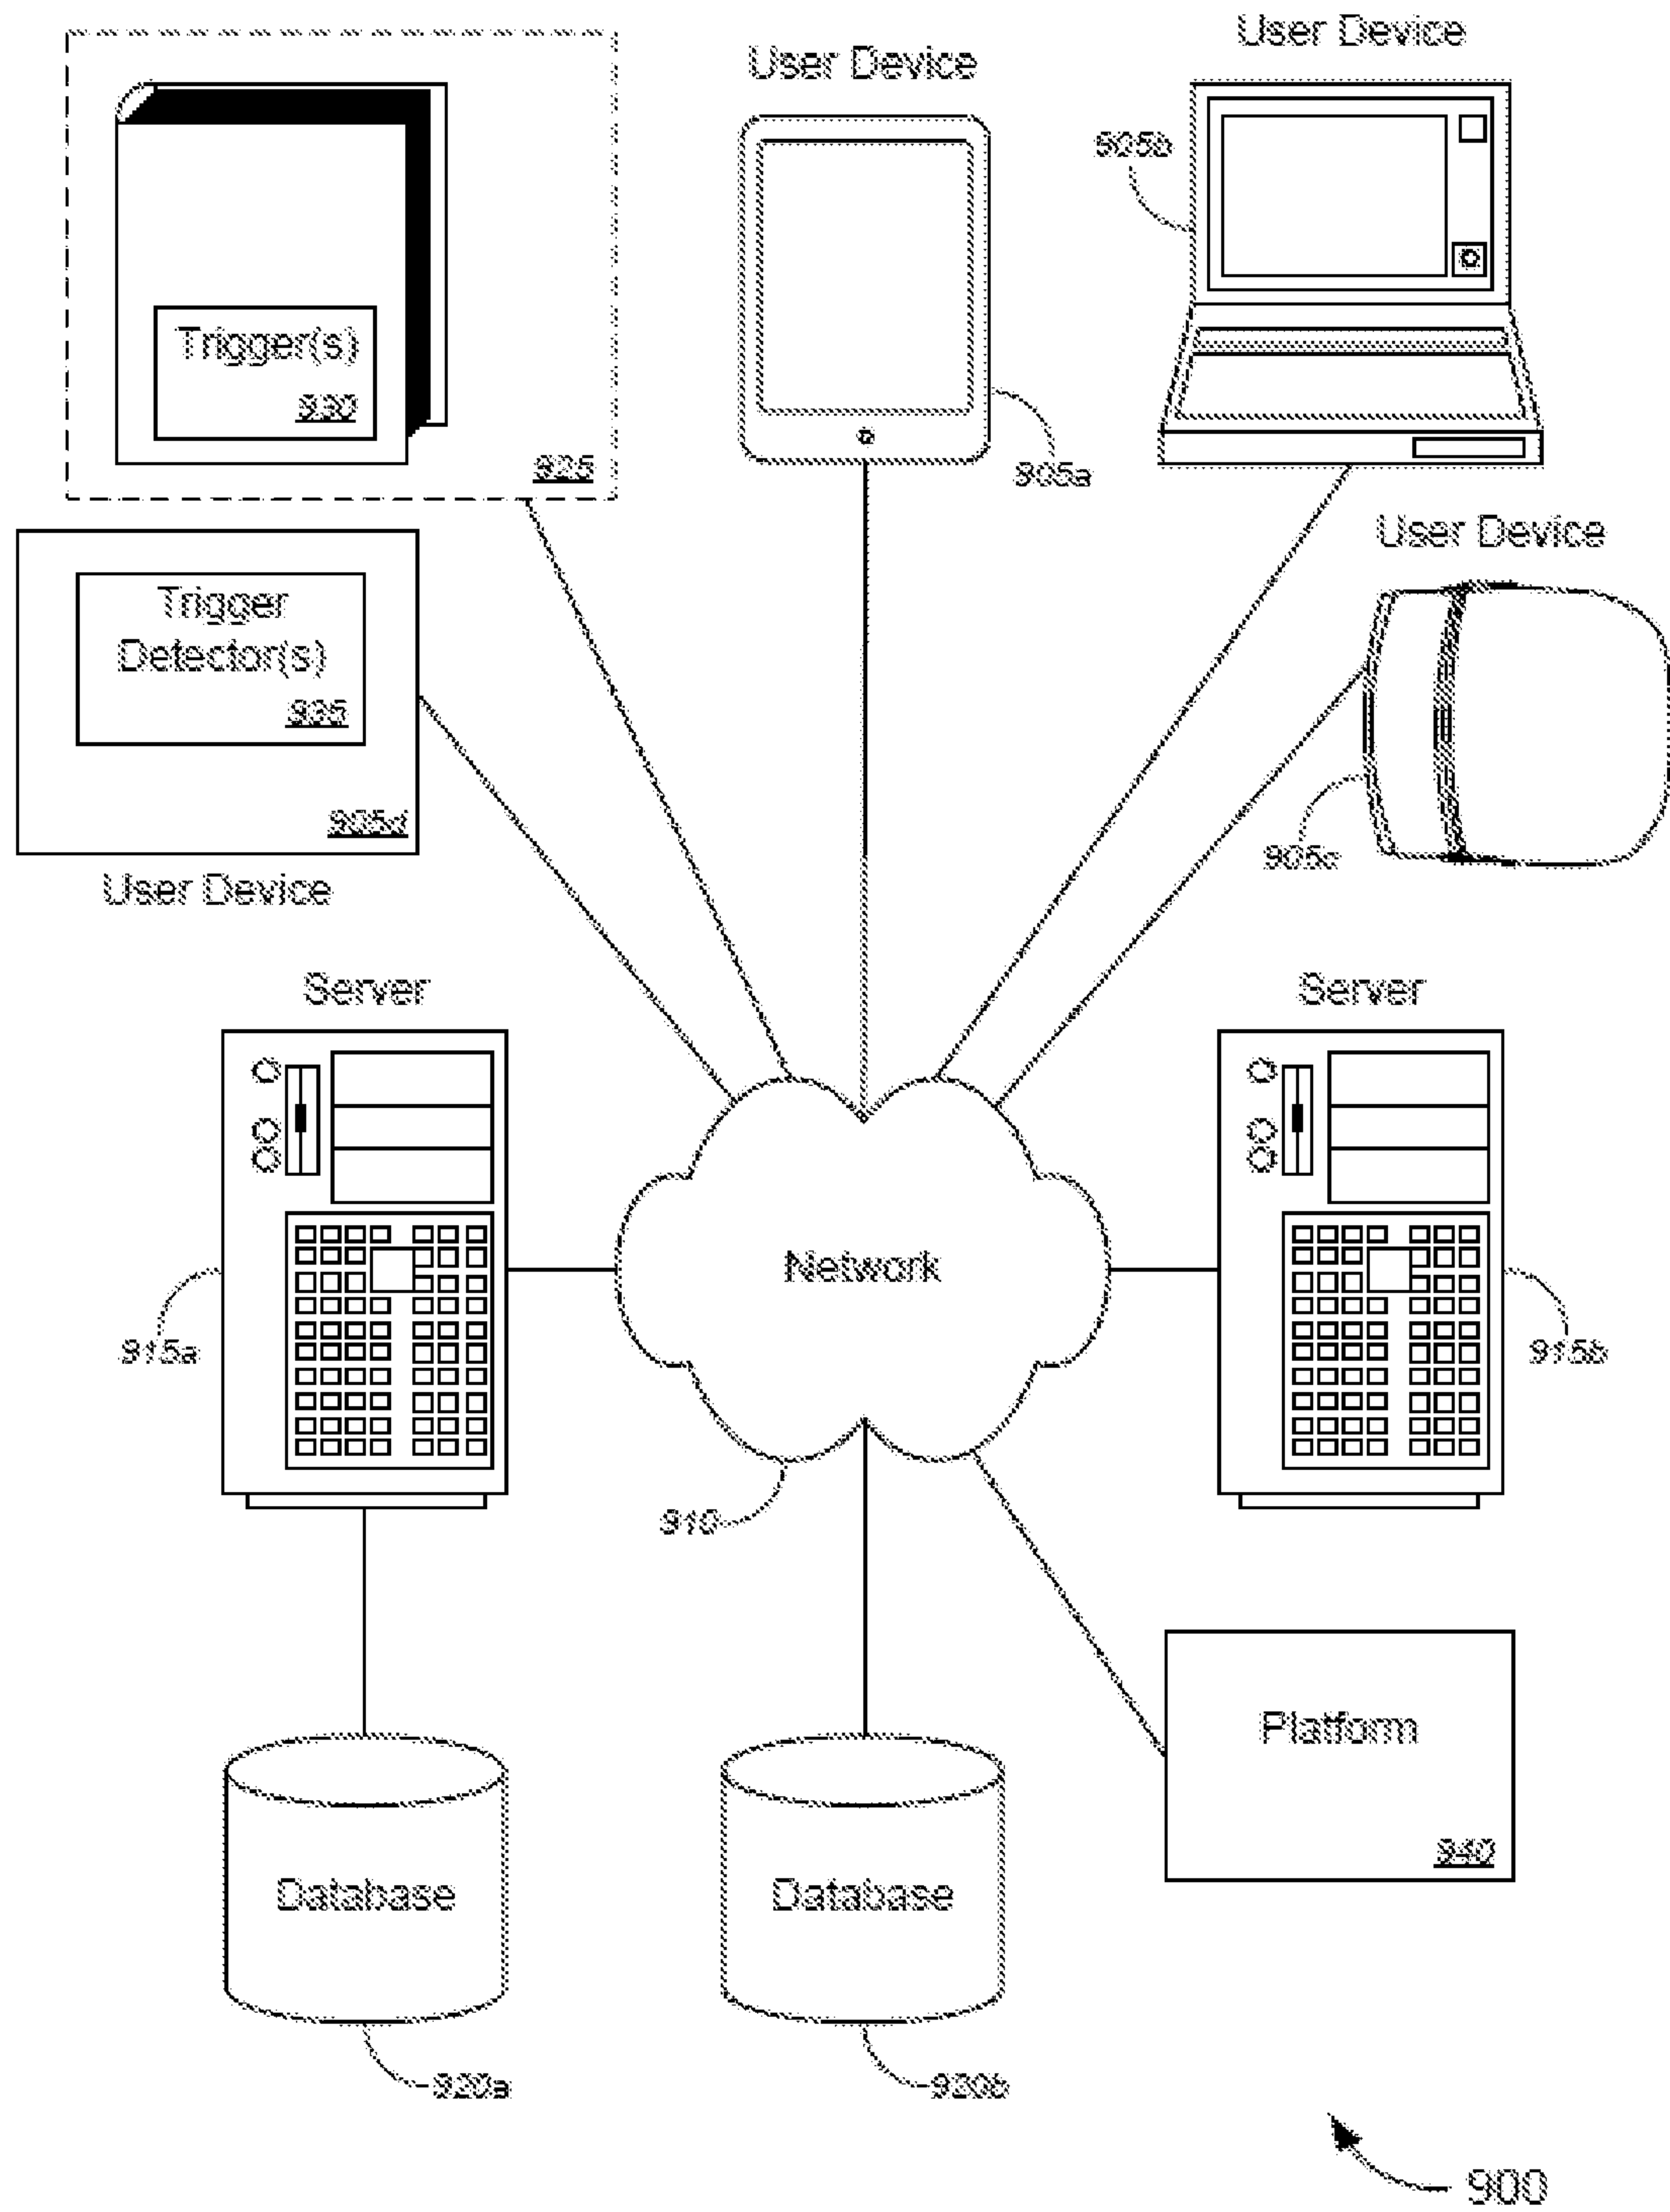 User Device
User Device
905b
Trigger(s)
930
925
905a
User Device
Trigger
Detector(s)
935
905d
905c
User Device
Server
Server
Network
915a
915b
910
Platform
940
Database
Database
920a
920b
900